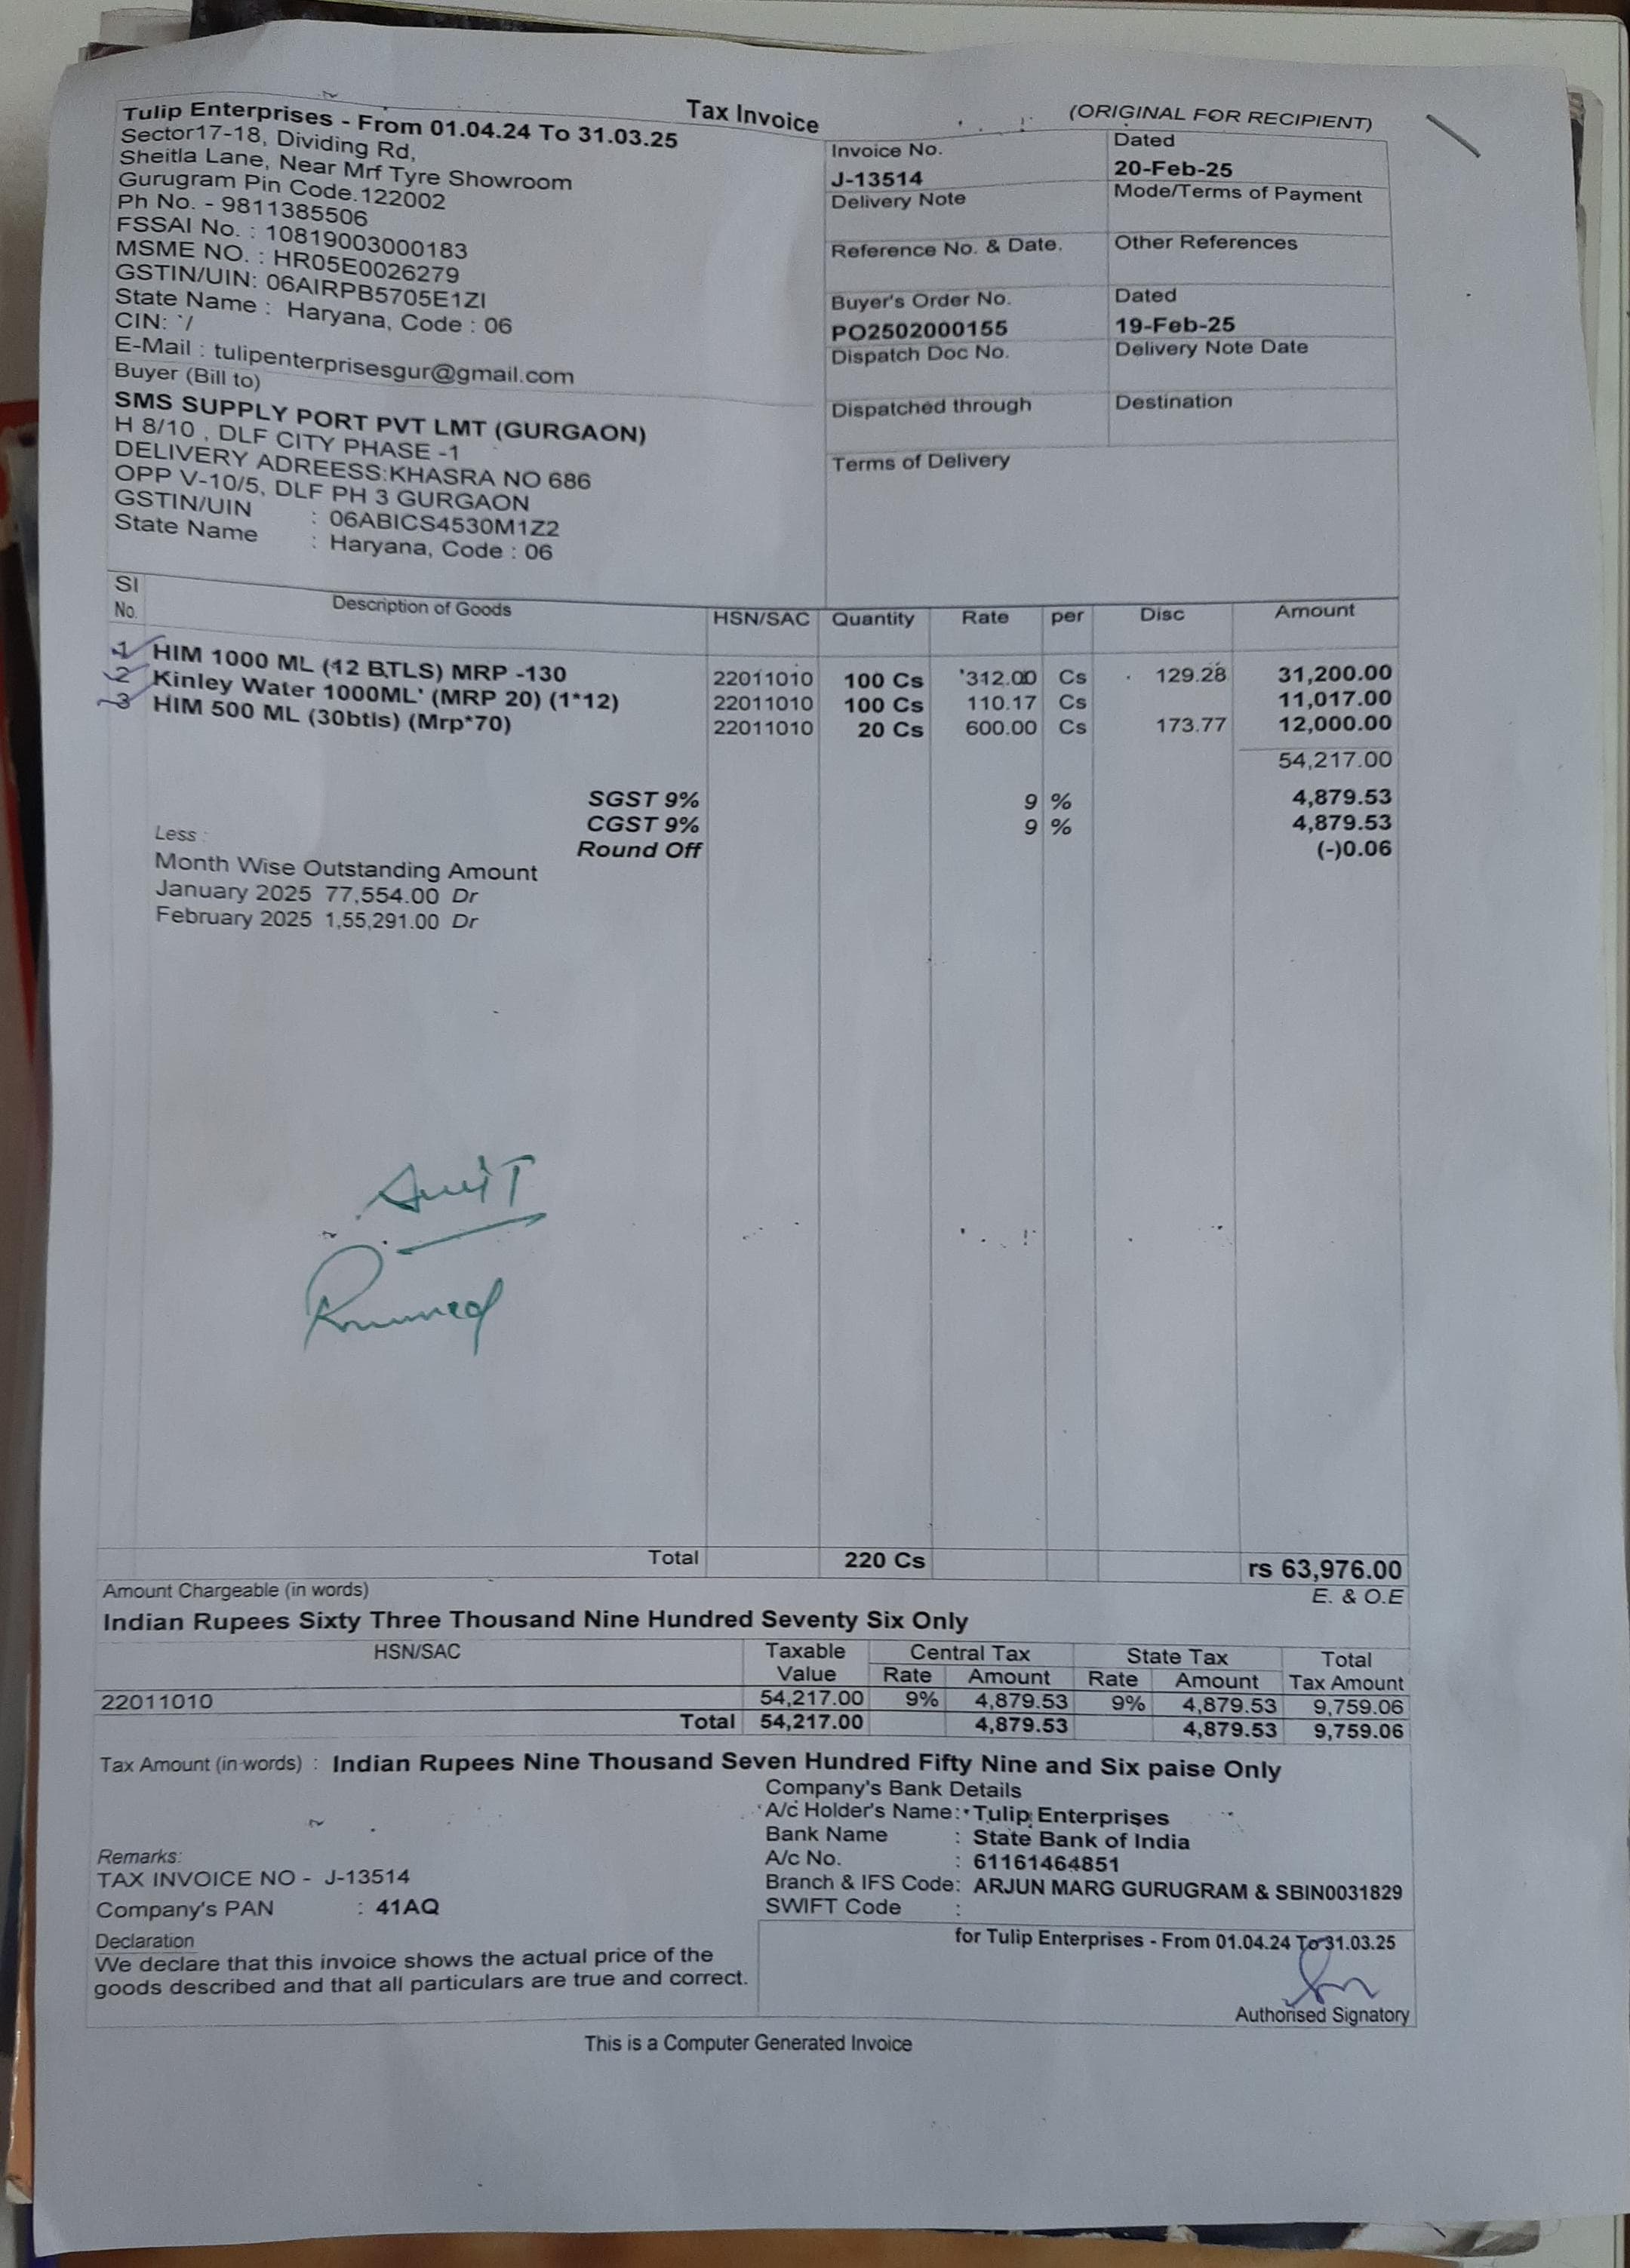 Tax Invoice
(ORIGINAL FOR RECIPIENT)
Tulip Enterprises - From 01.04.24 To 31.03.25
Sector17-18, Dividing Rd,
Sheitla Lane, Near Mrf Tyre Showroom
Gurugram Pin Code.122002
Ph No. - 9811385506
FSSAI No. : 10819003000183
MSME NO. : HR05E0026279
GSTIN/UIN: 06AIRPB5705E1ZI
State Name : Haryana, Code : 06
CIN: `/
E-Mail : tulipenterprisesgur@gmail.com
Invoice No. Dated
J-13514 20-Feb-25
Delivery Note Mode/Terms of Payment
Reference No. & Date. Other References
Buyer's Order No. Dated
PO2502000155 19-Feb-25
Dispatch Doc No. Delivery Note Date
Dispatched through Destination
Terms of Delivery
Buyer (Bill to)
SMS SUPPLY PORT PVT LMT (GURGAON)
H 8/10 , DLF CITY PHASE -1
DELIVERY ADREESS:KHASRA NO 686
OPP V-10/5, DLF PH 3 GURGAON
GSTIN/UIN : 06ABICS4530M1Z2
State Name : Haryana, Code : 06
Sl No. Description of Goods HSN/SAC Quantity Rate per Disc Amount
1 HIM 1000 ML (12 BTLS) MRP -130 22011010 100 Cs 312.00 Cs 129.28 31,200.00
2 Kinley Water 1000ML' (MRP 20) (1*12) 22011010 100 Cs 110.17 Cs 11,017.00
3 HIM 500 ML (30btls) (Mrp*70) 22011010 20 Cs 600.00 Cs 173.77 12,000.00
54,217.00
SGST 9% 9 % 4,879.53
CGST 9% 9 % 4,879.53
Less : Round Off (-)0.06
Month Wise Outstanding Amount
January 2025 77,554.00 Dr
February 2025 1,55,291.00 Dr
Amit
Total 220 Cs rs 63,976.00
Amount Chargeable (in words) E. & O.E
Indian Rupees Sixty Three Thousand Nine Hundred Seventy Six Only
HSN/SAC Taxable Value Central Tax State Tax Total Tax Amount
Rate Amount Rate Amount
22011010 54,217.00 9% 4,879.53 9% 4,879.53 9,759.06
Total 54,217.00 4,879.53 4,879.53 9,759.06
Tax Amount (in words) : Indian Rupees Nine Thousand Seven Hundred Fifty Nine and Six paise Only
Company's Bank Details
A/c Holder's Name: Tulip Enterprises
Bank Name : State Bank of India
A/c No. : 61161464851
Branch & IFS Code: ARJUN MARG GURUGRAM & SBIN0031829
SWIFT Code :
Remarks:
TAX INVOICE NO - J-13514
Company's PAN : 41AQ
Declaration
We declare that this invoice shows the actual price of the
goods described and that all particulars are true and correct.
for Tulip Enterprises - From 01.04.24 To 31.03.25
Authorised Signatory
This is a Computer Generated Invoice